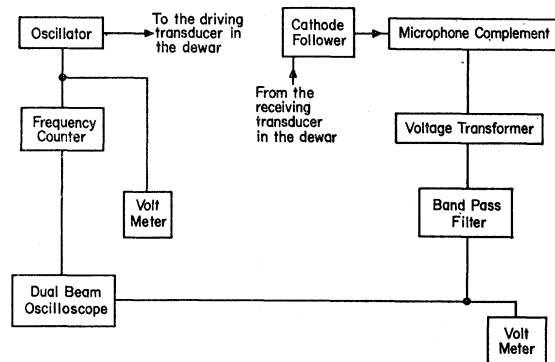 Oscillator
To the driving
transducer in
the dewar
Cathode
Follower
Microphone Complement
From the
receiving
transducer
in the dewar
Frequency
Counter
Voltage Transformer
Volt
Meter
Band Pass
Filter
Dual Beam
Oscilloscope
Volt
Meter